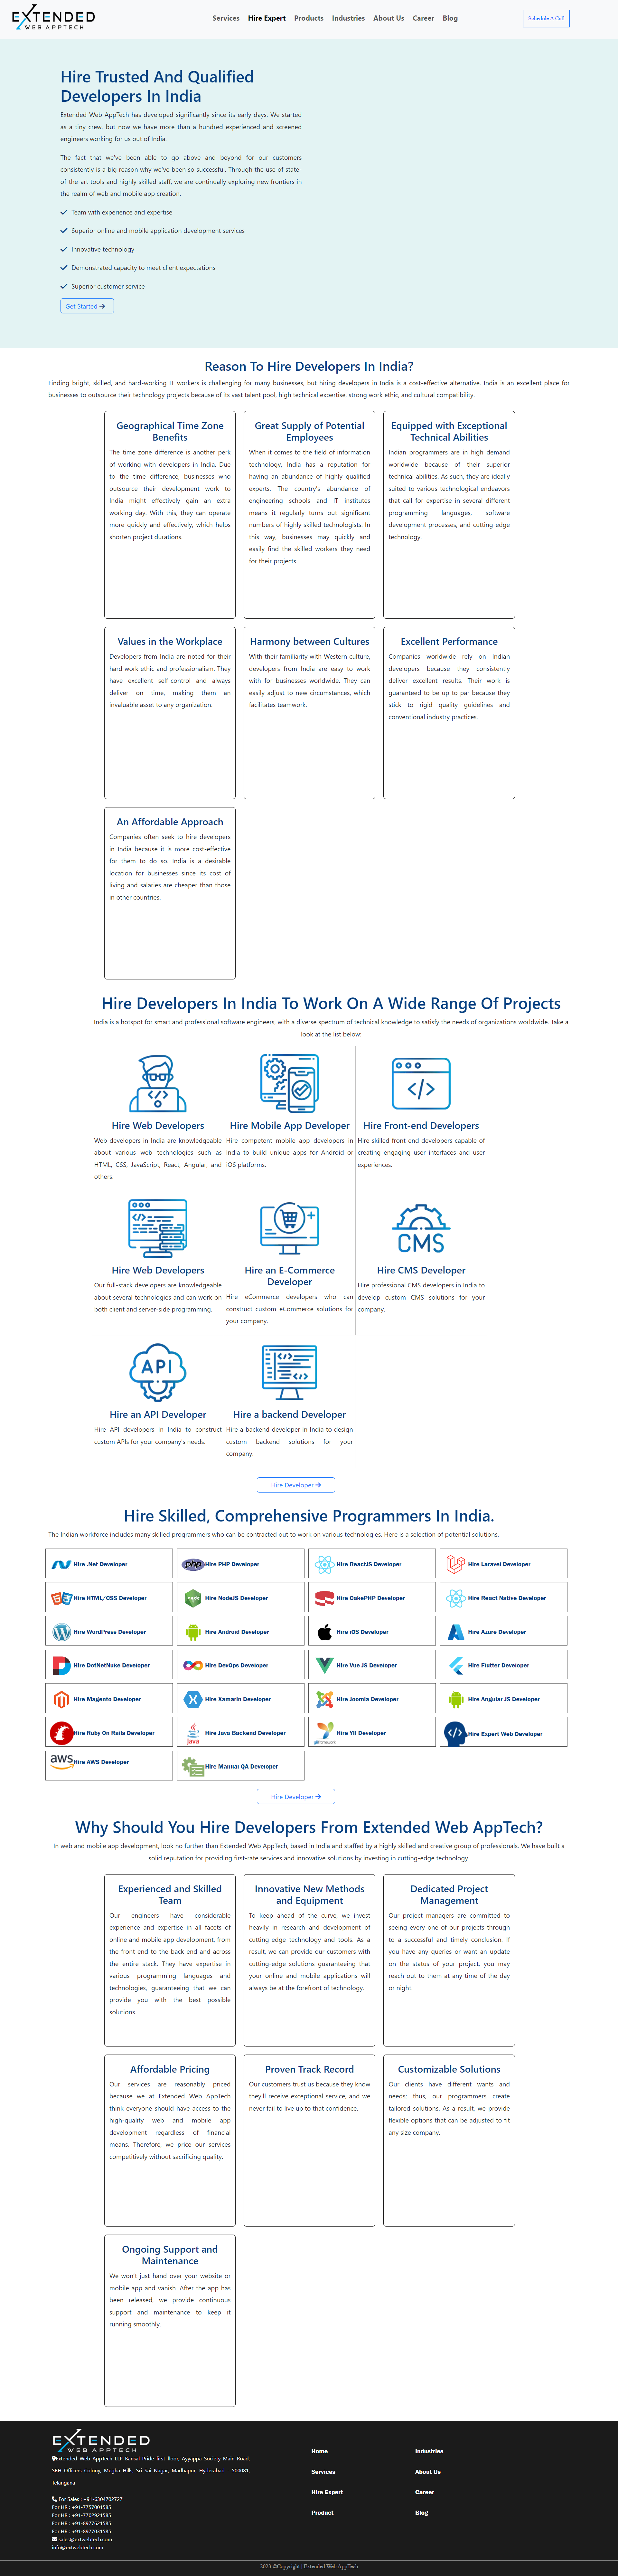 EXTENDED
WEB APPTECH
Services Hire Expert Products Industries About Us Career Blog
Schedule A Call
Hire Trusted And Qualified
Developers In India
Extended Web AppTech has developed significantly since its early days. We started
as a tiny crew, but now we have more than a hundred experienced and screened
engineers working for us out of India.
The fact that we've been able to go above and beyond for our customers
consistently is a big reason why we've been so successful. Through the use of state-
of-the-art tools and highly skilled staff, we are continually exploring new frontiers in
the realm of web and mobile app creation.
Team with experience and expertise
Superior online and mobile application development services
Innovative technology
Demonstrated capacity to meet client expectations
Superior customer service
Get Started
Reason To Hire Developers In India?
Finding bright, skilled, and hard-working IT workers is challenging for many businesses, but hiring developers in India is a cost-effective alternative. India is an excellent place for
businesses to outsource their technology projects because of its vast talent pool, high technical expertise, strong work ethic, and cultural compatibility.
Geographical Time Zone
Benefits
The time zone difference is another perk
of working with developers in India. Due
to the time difference, businesses who
outsource their development work to
India might effectively gain an extra
working day. With this, they can operate
more quickly and effectively, which helps
shorten project durations.
Great Supply of Potential
Employees
When it comes to the field of information
technology, India has a reputation for
having an abundance of highly qualified
experts. The country's abundance of
engineering schools and IT institutes
means it regularly turns out significant
numbers of highly skilled technologists. In
this way, businesses may quickly and
easily find the skilled workers they need
for their projects.
Equipped with Exceptional
Technical Abilities
Indian programmers are in high demand
worldwide because of their superior
technical abilities. As such, they are ideally
suited to various technological endeavors
that call for expertise in several different
programming languages, software
development processes, and cutting-edge
technology.
Values in the Workplace
Developers from India are noted for their
hard work ethic and professionalism. They
have excellent self-control and always
deliver on time, making them an
invaluable asset to any organization.
Harmony between Cultures
With their familiarity with Western culture,
developers from India are easy to work
with for businesses worldwide. They can
easily adjust to new circumstances, which
facilitates teamwork.
Excellent Performance
Companies worldwide rely on Indian
developers because they consistently
deliver excellent results. Their work is
guaranteed to be up to par because they
stick to rigid quality guidelines and
conventional industry practices.
An Affordable Approach
Companies often seek to hire developers
in India because it is more cost-effective
for them to do so. India is a desirable
location for businesses since its cost of
living and salaries are cheaper than those
in other countries.
Hire Developers In India To Work On A Wide Range Of Projects
India is a hotspot for smart and professional software engineers, with a diverse spectrum of technical knowledge to satisfy the needs of organizations worldwide. Take a
look at the list below:
Hire Web Developers
Web developers in India are knowledgeable
about various web technologies such as
HTML, CSS, JavaScript, React, Angular, and
others.
Hire Mobile App Developer
Hire competent mobile app developers in
India to build unique apps for Android or
iOS platforms.
Hire Front-end Developers
Hire skilled front-end developers capable of
creating engaging user interfaces and user
experiences.
Hire Web Developers
Our full-stack developers are knowledgeable
about several technologies and can work on
both client and server-side programming.
Hire an E-Commerce
Developer
Hire eCommerce developers who can
construct custom eCommerce solutions for
your company.
CMS
Hire CMS Developer
Hire professional CMS developers in India to
develop custom CMS solutions for your
company.
API
Hire an API Developer
Hire API developers in India to construct
custom APIs for your company's needs.
Hire a backend Developer
Hire a backend developer in India to design
custom backend solutions for your
company.
Hire Developer
Hire Skilled, Comprehensive Programmers In India.
The Indian workforce includes many skilled programmers who can be contracted out to work on various technologies. Here is a selection of potential solutions.
Hire .Net Developer
php Hire PHP Developer
Hire ReactJS Developer
Hire Laravel Developer
Hire HTML/CSS Developer
Hire NodeJS Developer
Hire CakePHP Developer
Hire React Native Developer
Hire WordPress Developer
Hire Android Developer
Hire iOS Developer
Hire Azure Developer
Hire DotNetNuke Developer
Hire DevOps Developer
Hire Vue JS Developer
Hire Flutter Developer
Hire Magento Developer
Hire Xamarin Developer
Hire Joomla Developer
Hire Angular JS Developer
Hire Ruby On Rails Developer
Java Hire Java Backend Developer
Hire YII Developer
Hire Expert Web Developer
aws Hire AWS Developer
Hire Manual QA Developer
Hire Developer
Why Should You Hire Developers From Extended Web AppTech?
In web and mobile app development, look no further than Extended Web AppTech, based in India and staffed by a highly skilled and creative group of professionals. We have built a
solid reputation for providing first-rate services and innovative solutions by investing in cutting-edge technology.
Experienced and Skilled
Team
Our engineers have considerable
experience and expertise in all facets of
online and mobile app development, from
the front end to the back end and across
the entire stack. They have expertise in
various programming languages and
technologies, guaranteeing that we can
provide you with the best possible
solutions.
Innovative New Methods
and Equipment
To keep ahead of the curve, we invest
heavily in research and development of
cutting-edge technology and tools. As a
result, we can provide our customers with
cutting-edge solutions guaranteeing that
your online and mobile applications will
always be at the forefront of technology.
Dedicated Project
Management
Our project managers are committed to
seeing every one of our projects through
to a successful and timely conclusion. If
you have any queries or want an update
on the status of your project, you may
reach out to them at any time of the day
or night.
Affordable Pricing
Our services are reasonably priced
because we at Extended Web AppTech
think everyone should have access to the
high-quality web and mobile app
development regardless of financial
means. Therefore, we price our services
competitively without sacrificing quality.
Proven Track Record
Our customers trust us because they know
they'll receive exceptional service, and we
never fail to live up to that confidence.
Customizable Solutions
Our clients have different wants and
needs; thus, our programmers create
tailored solutions. As a result, we provide
flexible options that can be adjusted to fit
any size company.
Ongoing Support and
Maintenance
We won't just hand over your website or
mobile app and vanish. After the app has
been released, we provide continuous
support and maintenance to keep it
running smoothly.
EXTENDED
WEB APPTECH
Extended Web AppTech LLP Bansal Pride first floor, Ayyappa Society Main Road,
SBH Officers Colony, Megha Hills, Sri Sai Nagar, Madhapur, Hyderabad - 500081,
Telangana
For Sales : +91-6304702727
For HR : +91-7757001585
For HR : +91-7702921585
For HR : +91-8977621585
For HR : +91-8977031585
sales@extwebtech.com
info@extwebtech.com
Home
Services
Hire Expert
Product
Industries
About Us
Career
Blog
2023 ©Copyright | Extended Web AppTech